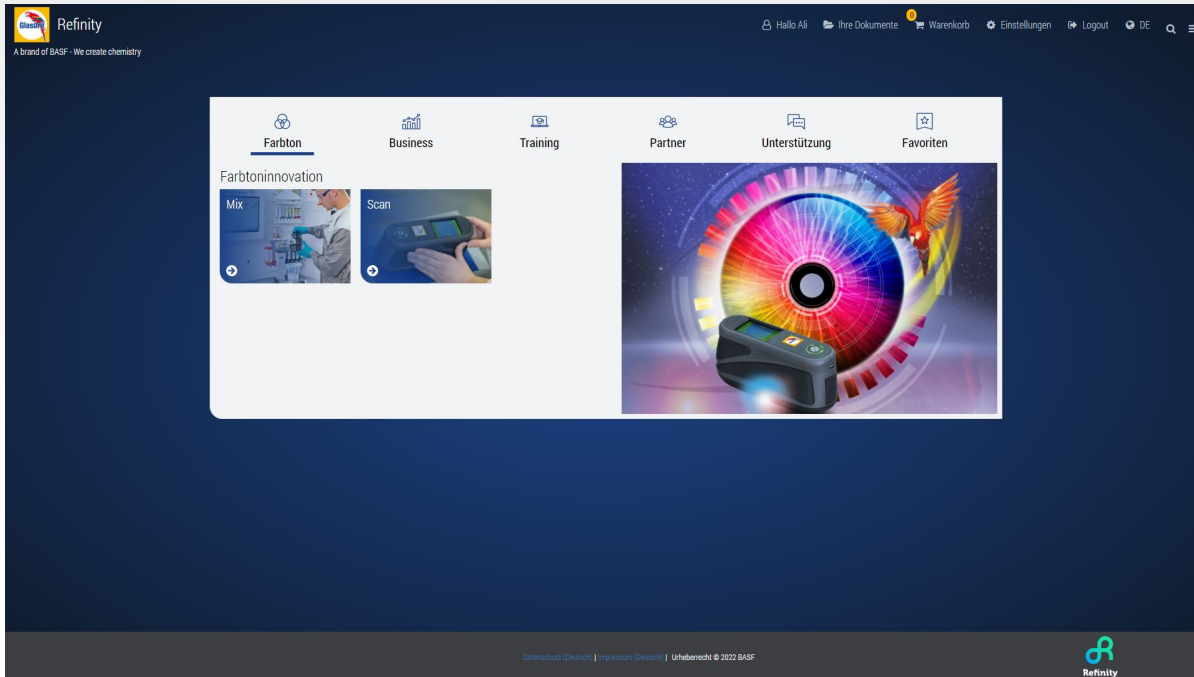 Glasurit
Refinity
A brand of BASF - We create chemistry
Hallo Ali
Ihre Dokumente
0
Warenkorb
Einstellungen
Logout
DE
Farbton
Business
Training
Partner
Unterstützung
Favoriten
Farbtoninnovation
Mix
Scan
Datenschutz (Deutsch) | Impressum (Deutsch) | Urheberrecht © 2022 BASF
Refinity